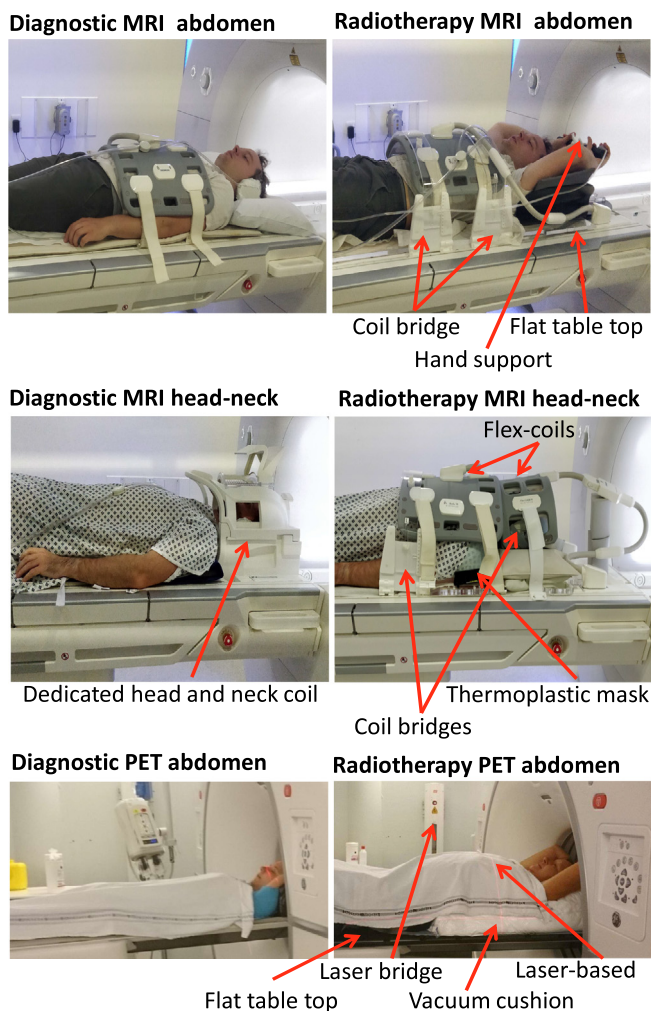 Diagnostic MRI abdomen
Radiotherapy MRI abdomen
Coil bridge
Flat table top
Hand support
Diagnostic MRI head-neck
Radiotherapy MRI head-neck
Flex-coils
Dedicated head and neck coil
Thermoplastic mask
Coil bridges
Diagnostic PET abdomen
Radiotherapy PET abdomen
Laser bridge
Laser-based
Flat table top
Vacuum cushion